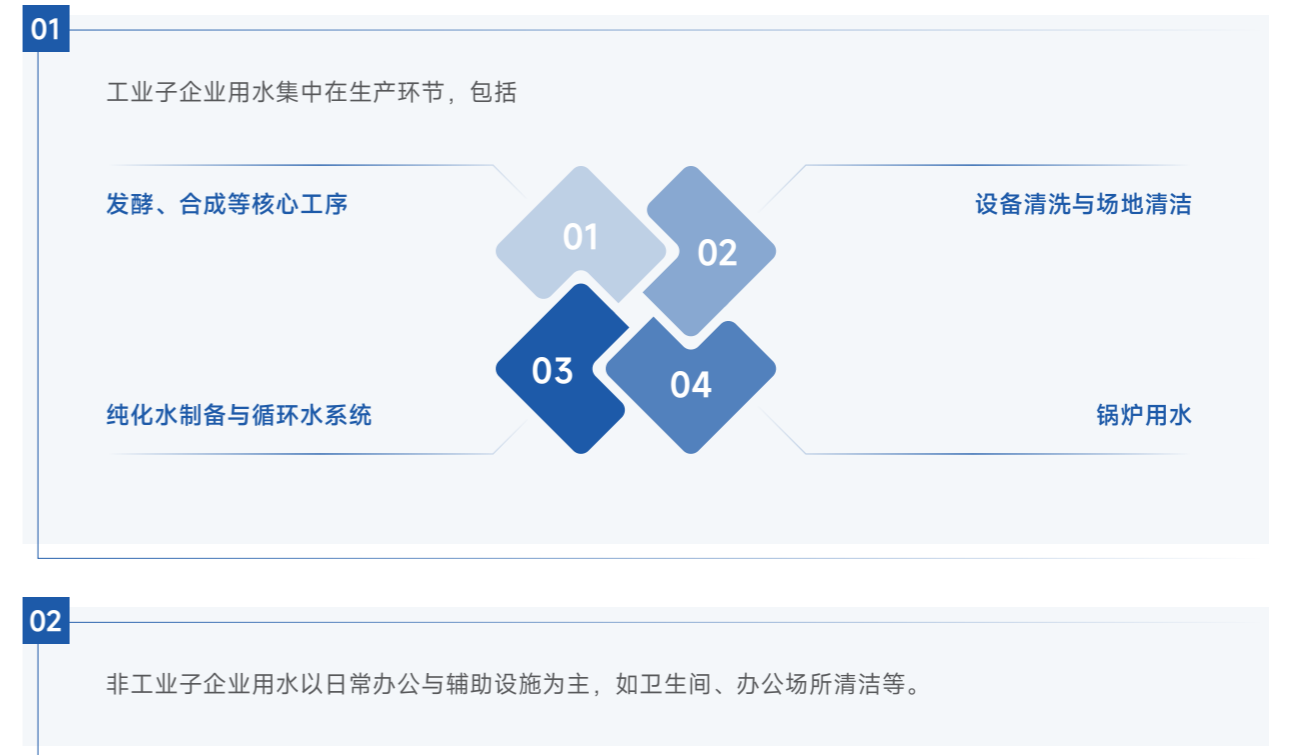 01
工业子企业用水集中在生产环节，包括
发酵、合成等核心工序
01
02
设备清洗与场地清洁
纯化水制备与循环水系统
03
04
锅炉用水
02
非工业子企业用水以日常办公与辅助设施为主，如卫生间、办公场所清洁等。